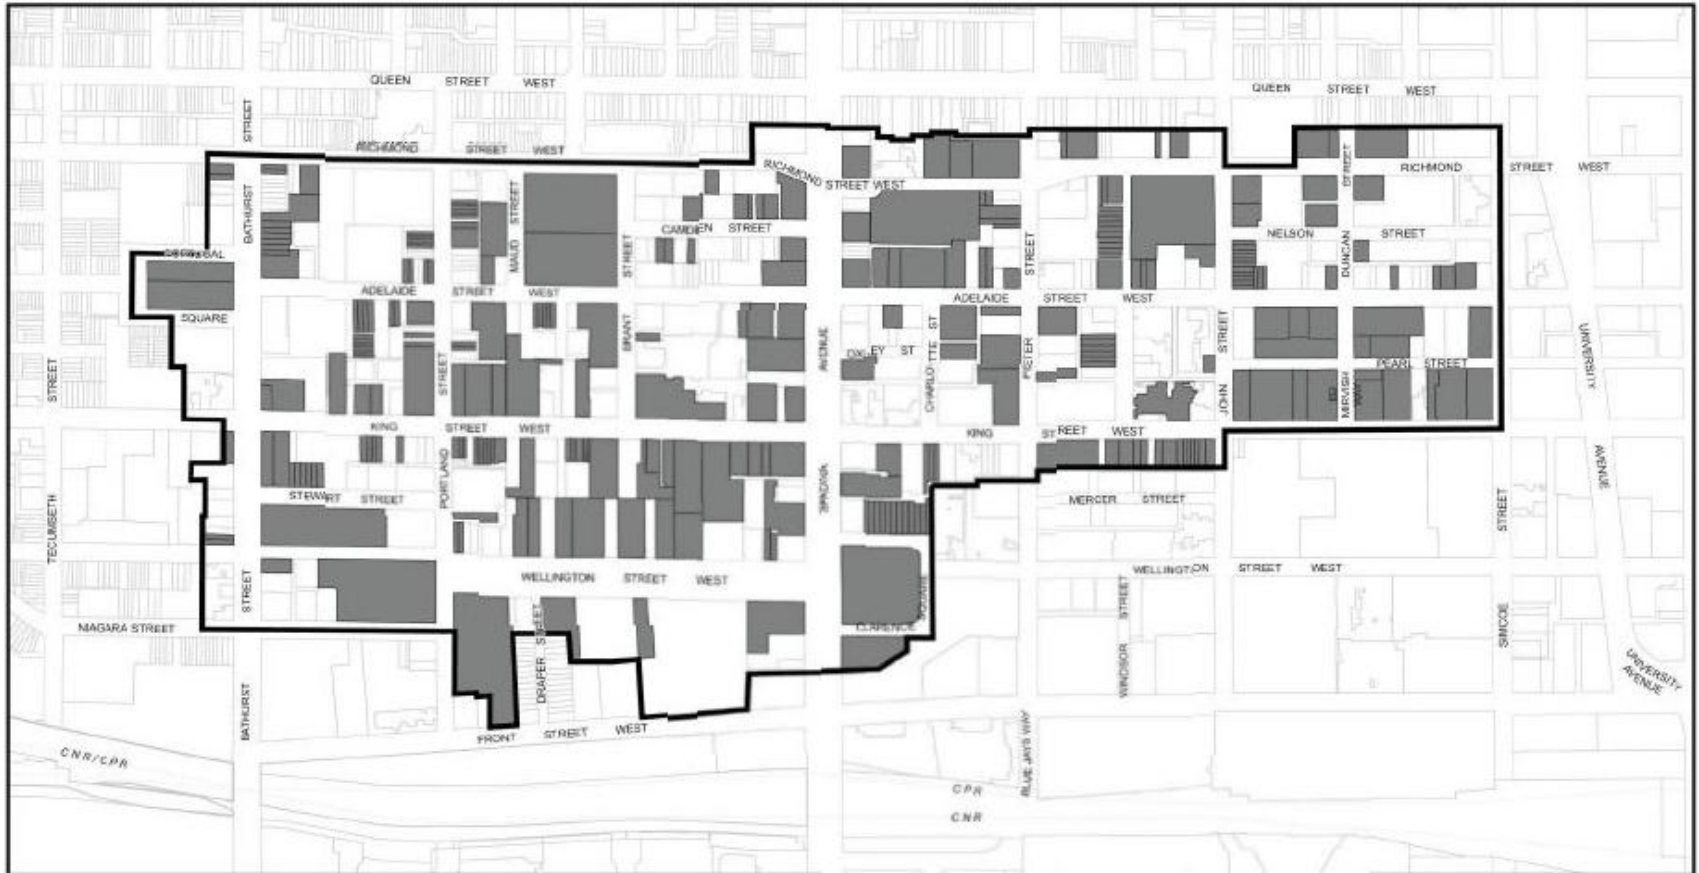 QUEEN STREET WEST
QUEEN STREET WEST
STREET
RICHMOND STREET WEST
RICHMOND STREET WEST
RICHMOND STREET WEST
BATHURST
MAUD STREET
STREET
CAMDEN STREET
STREET
NELSON STREET
DUNCAN
STREET
SQUARE
ADELAIDE STREET WEST
ADELAIDE STREET WEST
BRANT
AVENUE
EY ST
CHARLOTTE ST
PETER
JOHN STREET
PEARL STREET
UNIVERSITY
AVENUE
STREET
TECUMSETH
STREET
PORTLAND
KING STREET WEST
KING STREET WEST
SPADINA
STEWART STREET
MERCER STREET
STREET
SIMCOE
WELLINGTON STREET WEST
WELLINGTON STREET WEST
STREET
BATHURST
NIAGARA STREET
DRAPER STREET
CLARENCE
SQUARE
WINDSOR STREET
UNIVERSITY
AVENUE
FRONT STREET WEST
BLUE JAYS WAY
CNR/CPR
CPR
CNR